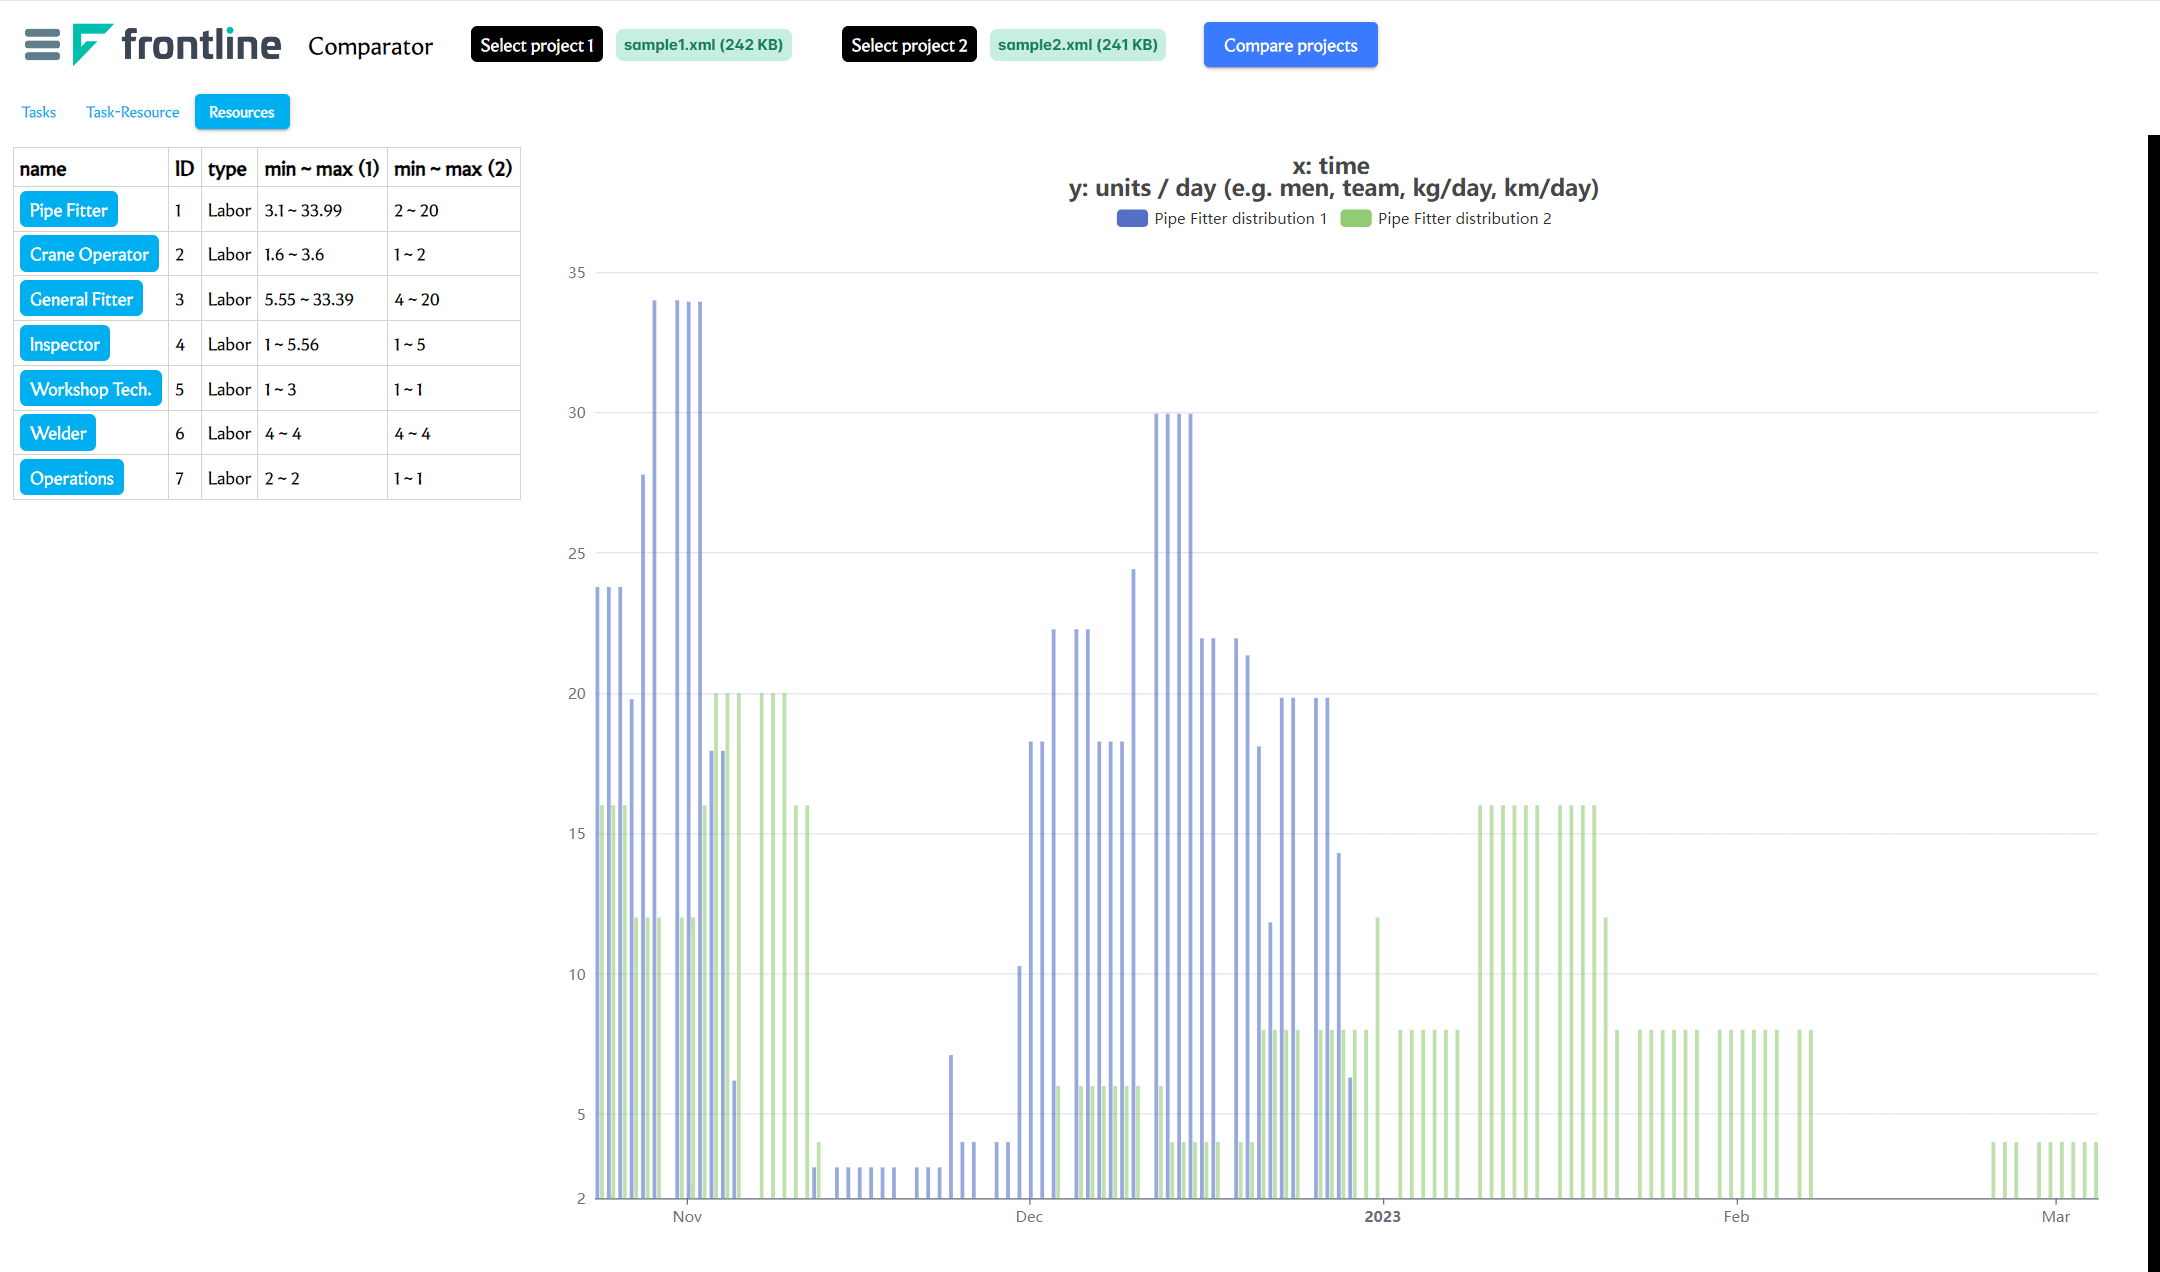 frontline Comparator Select project 1 sample1.xml (242 KB) Select project 2 sample2.xml (241 KB) Compare projects
Tasks Task-Resource Resources
name ID type min ~ max (1) min ~ max (2)
Pipe Fitter 1 Labor 3.1 ~ 33.99 2 ~ 20
Crane Operator 2 Labor 1.6 ~ 3.6 1 ~ 2
General Fitter 3 Labor 5.55 ~ 33.39 4 ~ 20
Inspector 4 Labor 1 ~ 5.56 1 ~ 5
Workshop Tech. 5 Labor 1 ~ 3 1 ~ 1
Welder 6 Labor 4 ~ 4 4 ~ 4
Operations 7 Labor 2 ~ 2 1 ~ 1
x: time
y: units / day (e.g. men, team, kg/day, km/day)
Pipe Fitter distribution 1 Pipe Fitter distribution 2
35
30
25
20
15
10
5
2
Nov Dec 2023 Feb Mar